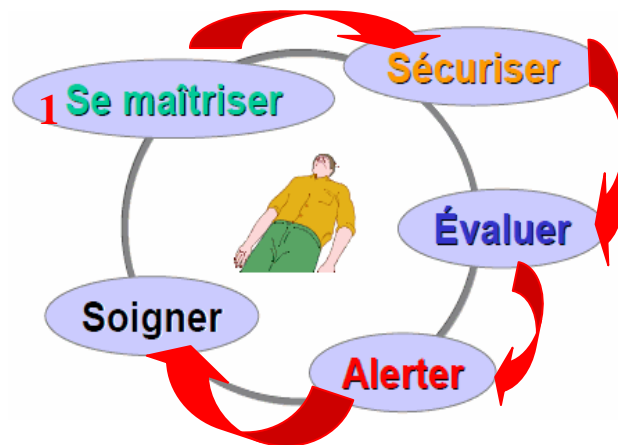 1 Se maîtriser
Sécuriser
Évaluer
Alerter
Soigner